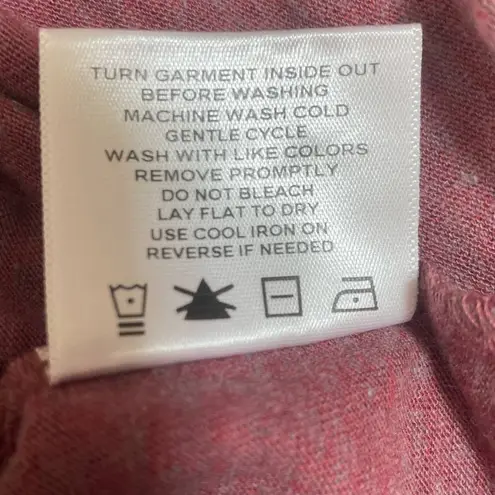 TURN GARMENT INSIDE OUT
BEFORE WASHING
MACHINE WASH COLD
GENTLE CYCLE
WASH WITH LIKE COLORS
REMOVE PROMPTLY
DO NOT BLEACH
LAY FLAT TO DRY
USE COOL IRON ON
REVERSE IF NEEDED